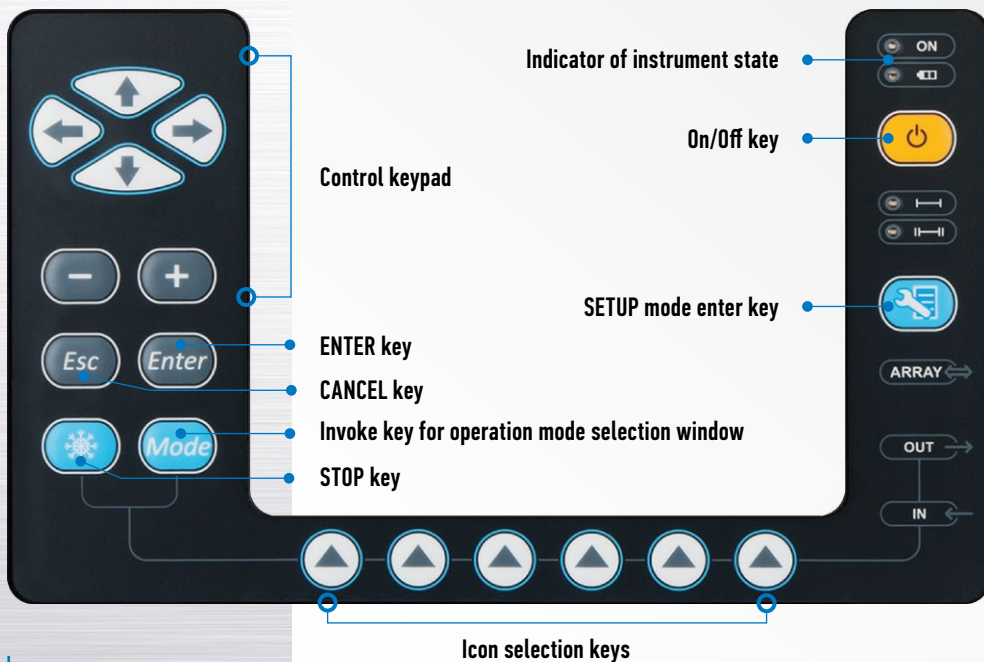 Indicator of instrument state
ON
On/Off key
Control keypad
SETUP mode enter key
- +
ENTER key
Esc Enter
CANCEL key
ARRAY
Invoke key for operation mode selection window
Mode
OUT
STOP key
IN
Icon selection keys